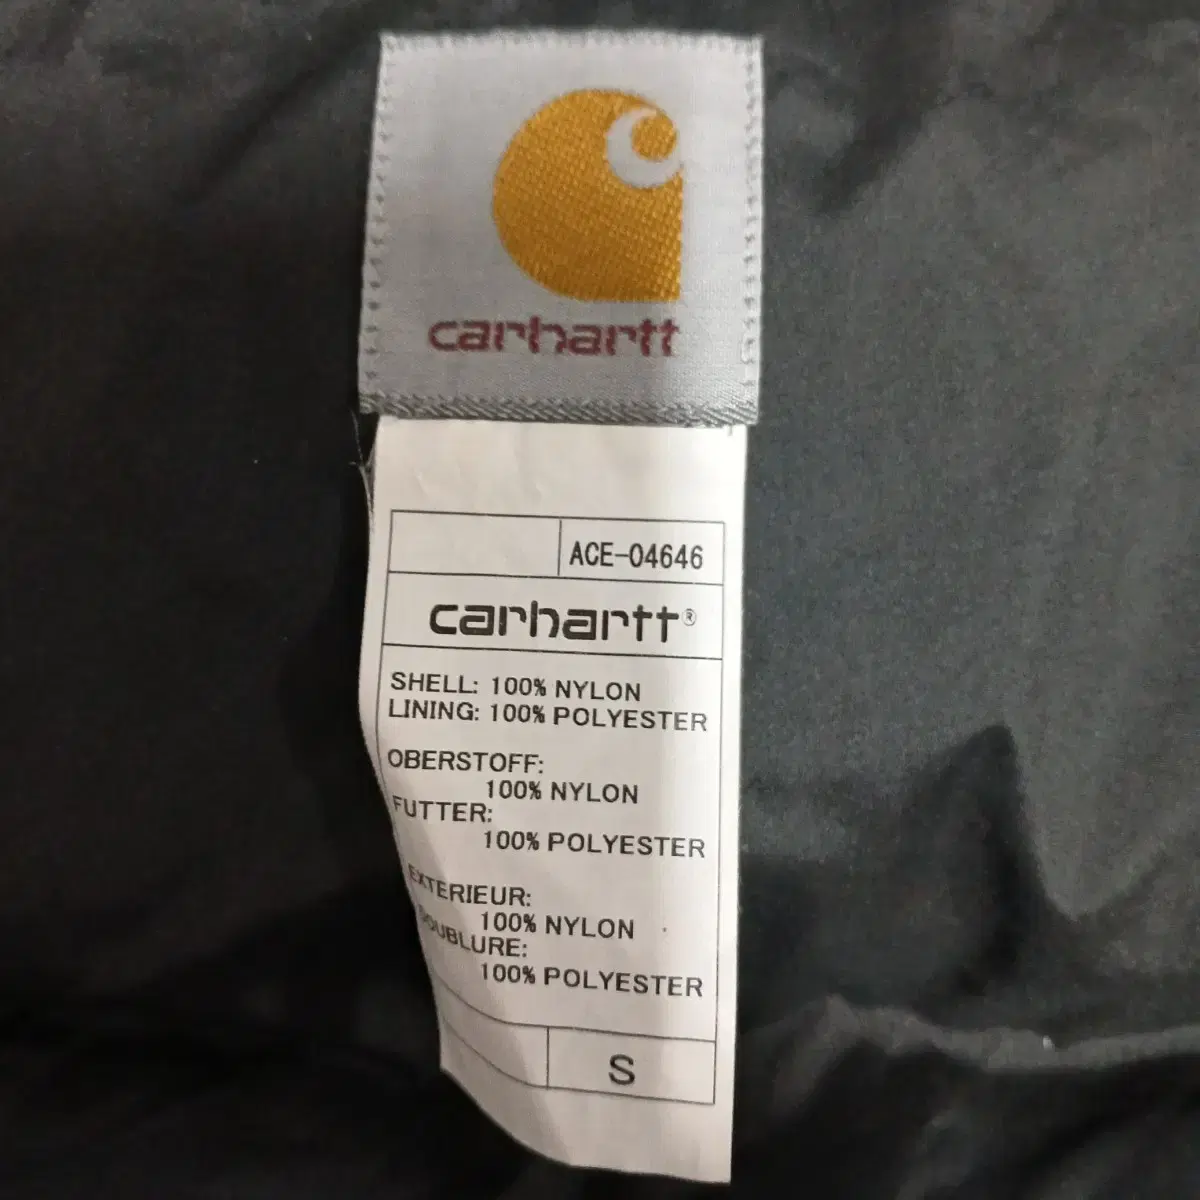 carhartt
ACE-04646
carhartt®
SHELL: 100% NYLON
LINING: 100% POLYESTER
OBERSTOFF:
100% NYLON
FUTTER:
100% POLYESTER
EXTERIEUR:
100% NYLON
DOUBLURE:
100% POLYESTER
S